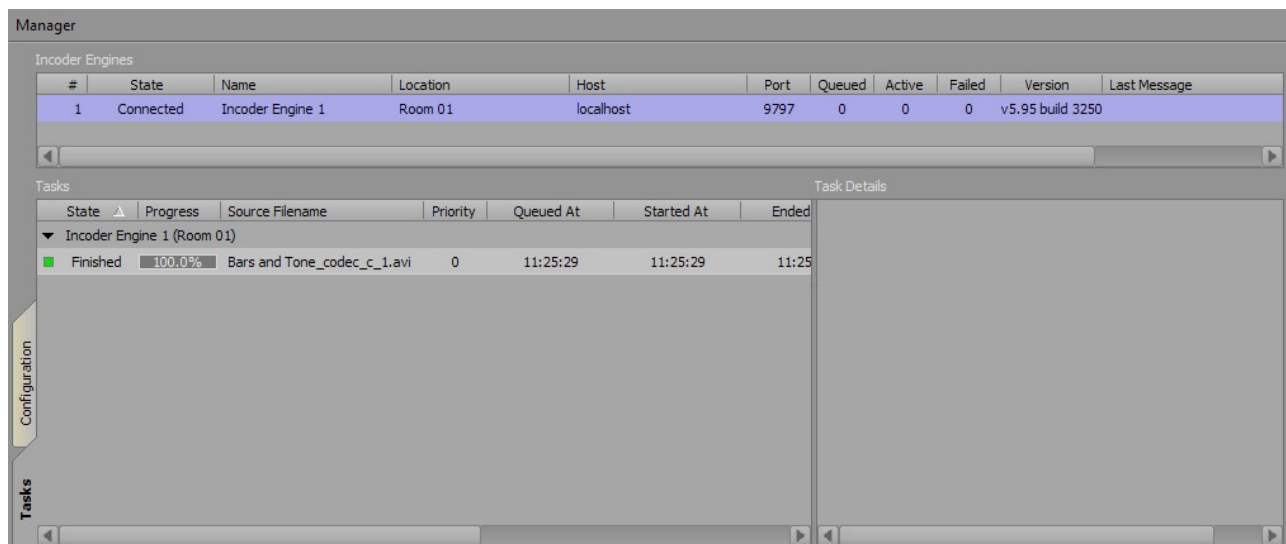 Manager
Incoder Engines
# State Name Location Host Port Queued Active Failed Version Last Message
1 Connected Incoder Engine 1 Room 01 localhost 9797 0 0 0 v5.95 build 3250
Tasks Task Details
State Progress Source Filename Priority Queued At Started At Ended
Incoder Engine 1 (Room 01)
Finished 100.0% Bars and Tone_codec_c_1.avi 0 11:25:29 11:25:29 11:25
Configuration
Tasks